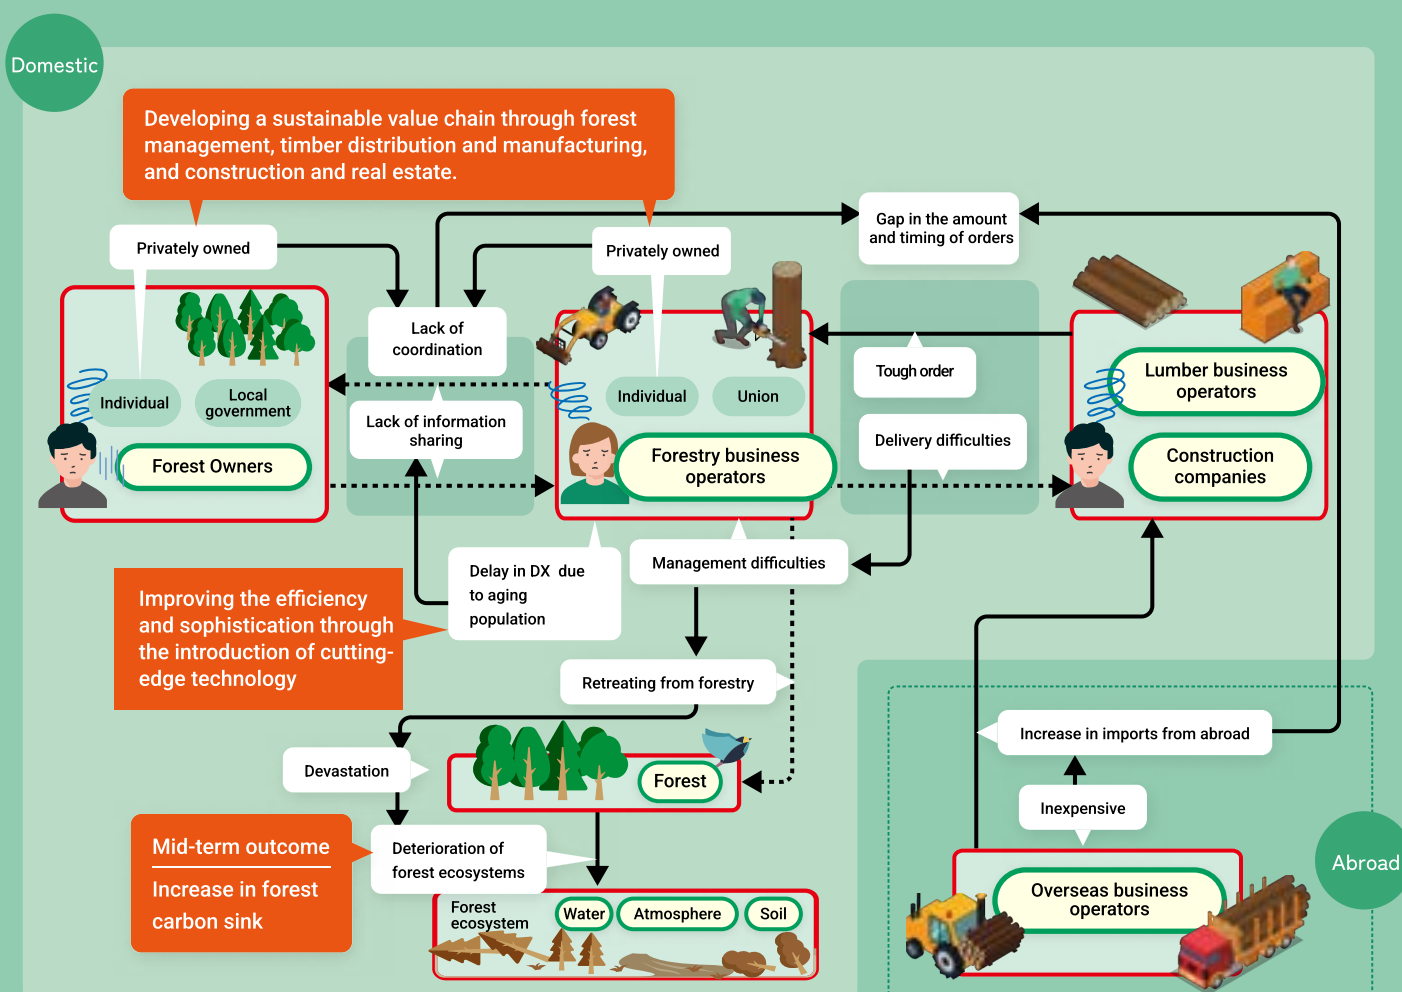 Domestic
Developing a sustainable value chain through forest
management, timber distribution and manufacturing,
and construction and real estate.
Privately owned
Privately owned
Gap in the amount
and timing of orders
Lack of
coordination
Individual
Local
government
Forest Owners
Lack of information
sharing
Individual
Union
Forestry business
operators
Tough order
Delivery difficulties
Lumber business
operators
Construction
companies
Management difficulties
Delay in DX due
to aging
population
Improving the efficiency
and sophistication through
the introduction of cutting-
edge technology
Retreating from forestry
Devastation
Forest
Mid-term outcome
Increase in forest
carbon sink
Deterioration of
forest ecosystems
Forest
ecosystem
Water
Atmosphere
Soil
Increase in imports from abroad
Inexpensive
Abroad
Overseas business
operators